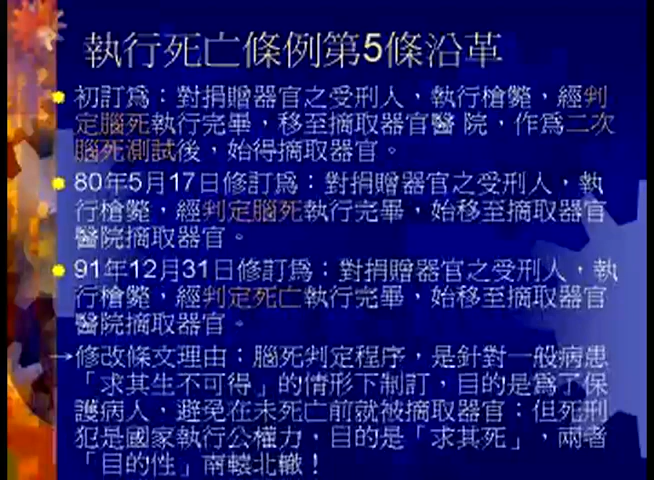 執行死亡條例第5條沿革
初訂為：對捐贈器官之受刑人，執行槍斃，經判
定腦死執行完畢，移至摘取器官醫 院，作為二次
腦死測試後，始得摘取器官。
80年5月17日修訂為：對捐贈器官之受刑人，執
行槍斃，經判定腦死執行完畢，始移至摘取器官
醫院摘取器官。
91年12月31日修訂為：對捐贈器官之受刑人，執
行槍斃，經判定死亡執行完畢，始移至摘取器官
醫院摘取器官。
→修改條文理由：腦死判定程序，是針對一般病患
「求其生不可得」的情形下制訂，目的是為了保
護病人，避免在未死亡前就被摘取器官；但死刑
犯是國家執行公權力，目的是「求其死」，兩者
「目的性」南轅北轍！